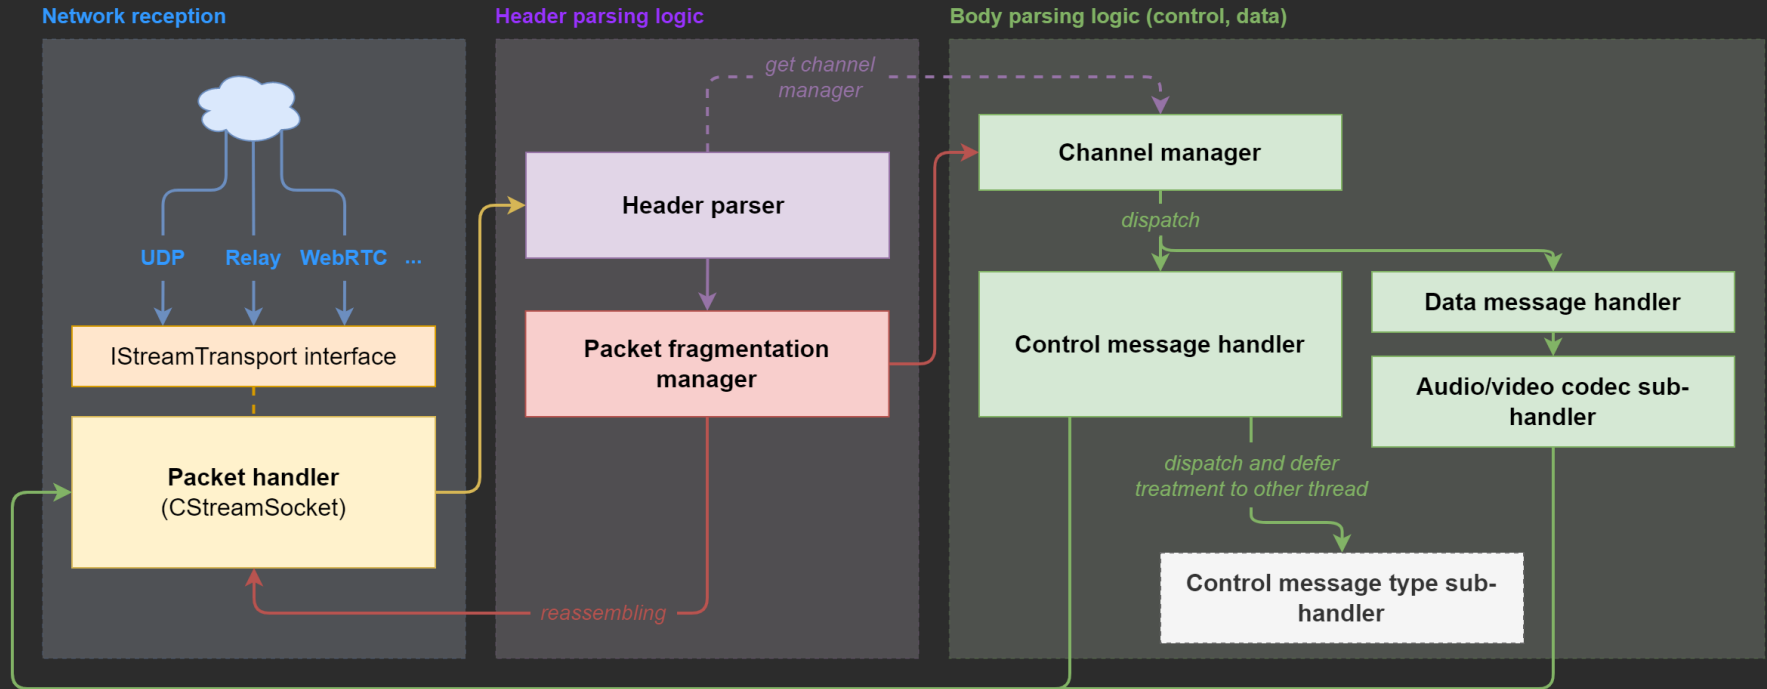 Network reception
Header parsing logic
Body parsing logic (control, data)
get channel
manager
Channel manager
Header parser
dispatch
UDP
Relay
WebRTC
...
Data message handler
IStreamTransport interface
Packet fragmentation
manager
Control message handler
Audio/video codec sub-
handler
Packet handler
(CStreamSocket)
dispatch and defer
treatment to other thread
Control message type sub-
handler
reassembling